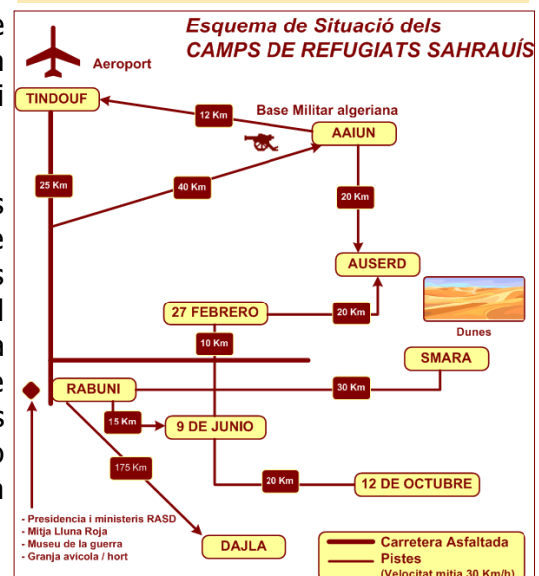 Esquema de Situació dels
CAMPS DE REFUGIATS SAHRAUÍS
Aeroport
TINDOUF
12 Km
Base Militar algeriana
AAIUN
25 Km
40 Km
20 Km
AUSERD
27 FEBRERO
20 Km
Dunes
10 Km
SMARA
RABUNI
30 Km
15 Km
9 DE JUNIO
175 Km
20 Km
12 DE OCTUBRE
- Presidencia i ministeris RASD
- Mitja Lluna Roja
- Museu de la guerra
- Granja avícola / hort
DAJLA
Carretera Asfaltada
Pistes
(Velocitat mitja 30 Km/h)